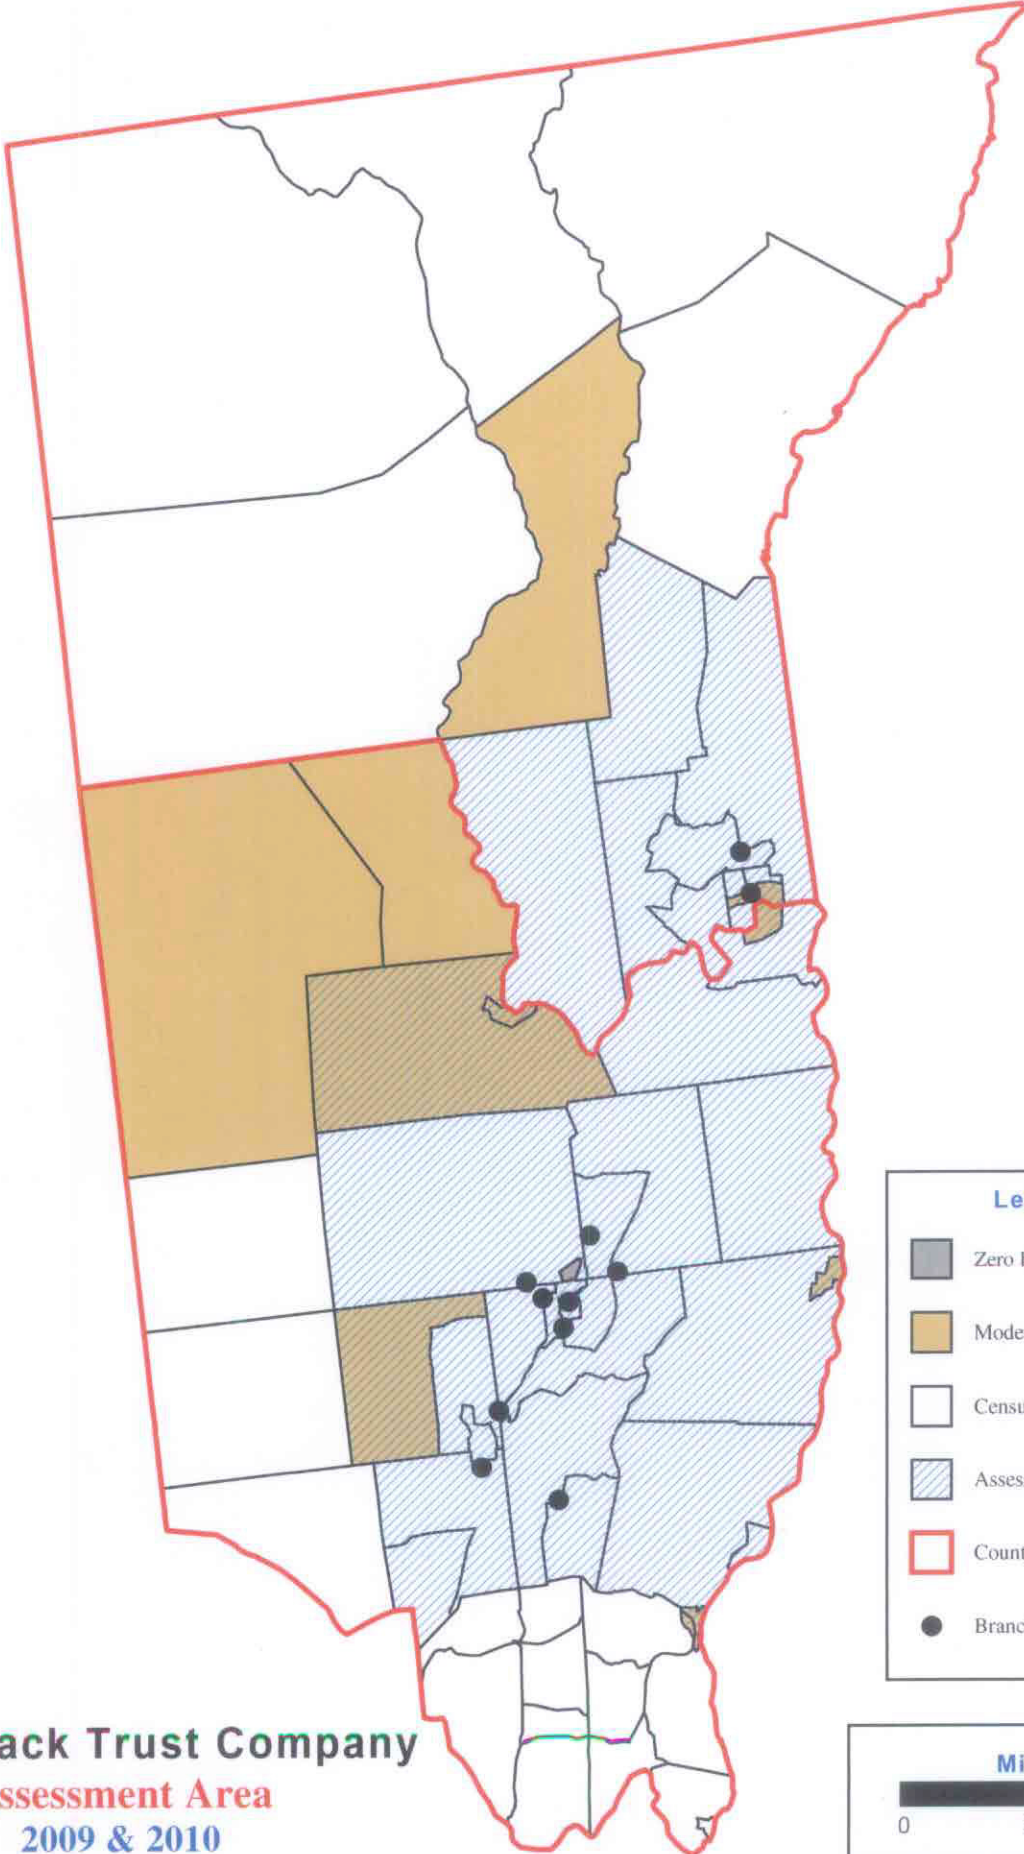 Le
Zero
Mode
Censu
Asses
Count
Branc
ack Trust Company
ssessment Area
2009 & 2010
Mi
0